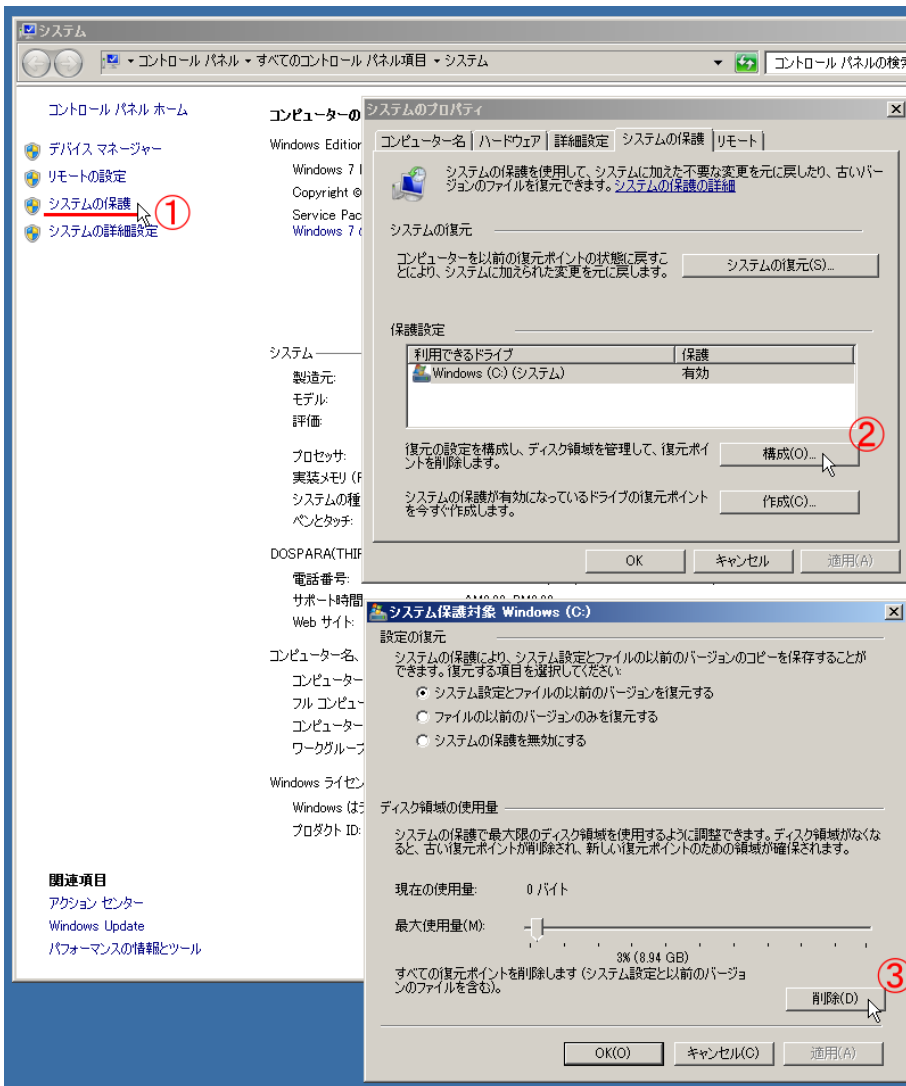 システム
コントロール パネル ▾ すべてのコントロール パネル項目 ▾ システム
コントロール パネルの検
コントロール パネル ホーム
デバイス マネージャー
リモートの設定
システムの保護
①
システムの詳細設定
コンピューターの
Windows Edition
Windows 7
Copyright ©
Service Pac
Windows 7
システム
製造元:
モデル:
評価:
プロセッサ:
実装メモリ (R
システムの種
ペンとタッチ:
DOSPARA(THIR
電話番号:
サポート時間
Web サイト:
コンピューター名、
コンピューター
フル コンピュー
コンピューター
ワークグループ
Windows ライセン
Windows はラ
プロダクト ID:
関連項目
アクション センター
Windows Update
パフォーマンスの情報とツール
システムのプロパティ
コンピューター名
ハードウェア
詳細設定
システムの保護
リモート
システムの保護を使用して、システムに加えた不要な変更を元に戻したり、古いバー
ジョンのファイルを復元できます。システムの保護の詳細
システムの復元
コンピューターを以前の復元ポイントの状態に戻すこ
とにより、システムに加えられた変更を元に戻します。
システムの復元(S)...
保護設定
利用できるドライブ
保護
Windows (C:) (システム)
有効
復元の設定を構成し、ディスク領域を管理して、復元ポイ
ントを削除します。
構成(O)...
②
システムの保護が有効になっているドライブの復元ポイント
を今すぐ作成します。
作成(C)...
OK
キャンセル
適用(A)
システム保護対象 Windows (C:)
設定の復元
システムの保護により、システム設定とファイルの以前のバージョンのコピーを保存することが
できます。復元する項目を選択してください:
システム設定とファイルの以前のバージョンを復元する
ファイルの以前のバージョンのみを復元する
システムの保護を無効にする
ディスク領域の使用量
システムの保護で最大限のディスク領域を使用するように調整できます。ディスク領域がなくな
ると、古い復元ポイントが削除され、新しい復元ポイントのための領域が確保されます。
現在の使用量:
0 バイト
最大使用量(M):
3% (8.94 GB)
すべての復元ポイントを削除します (システム設定と以前のバージョ
ンのファイルを含む)。
③
削除(D)
OK(O)
キャンセル(C)
適用(A)